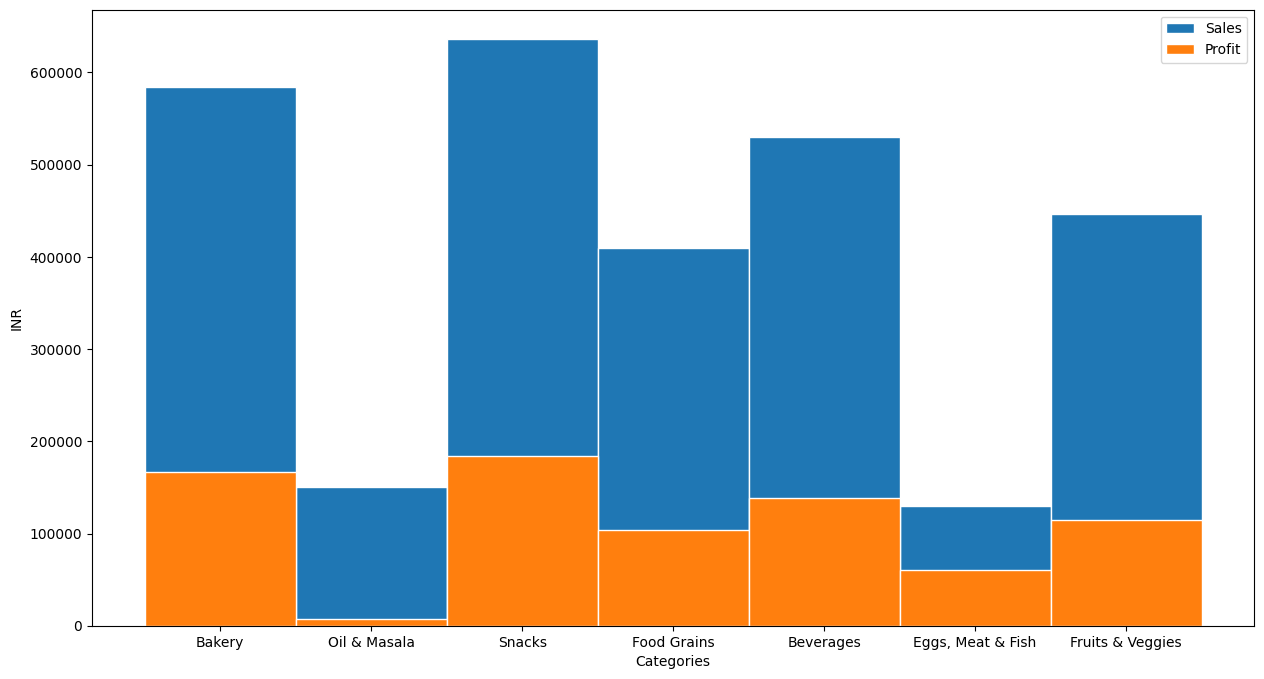 Sales
Profit
600000
500000
400000
300000
200000
100000
0
INR
Bakery
Oil & Masala
Snacks
Food Grains
Beverages
Eggs, Meat & Fish
Fruits & Veggies
Categories